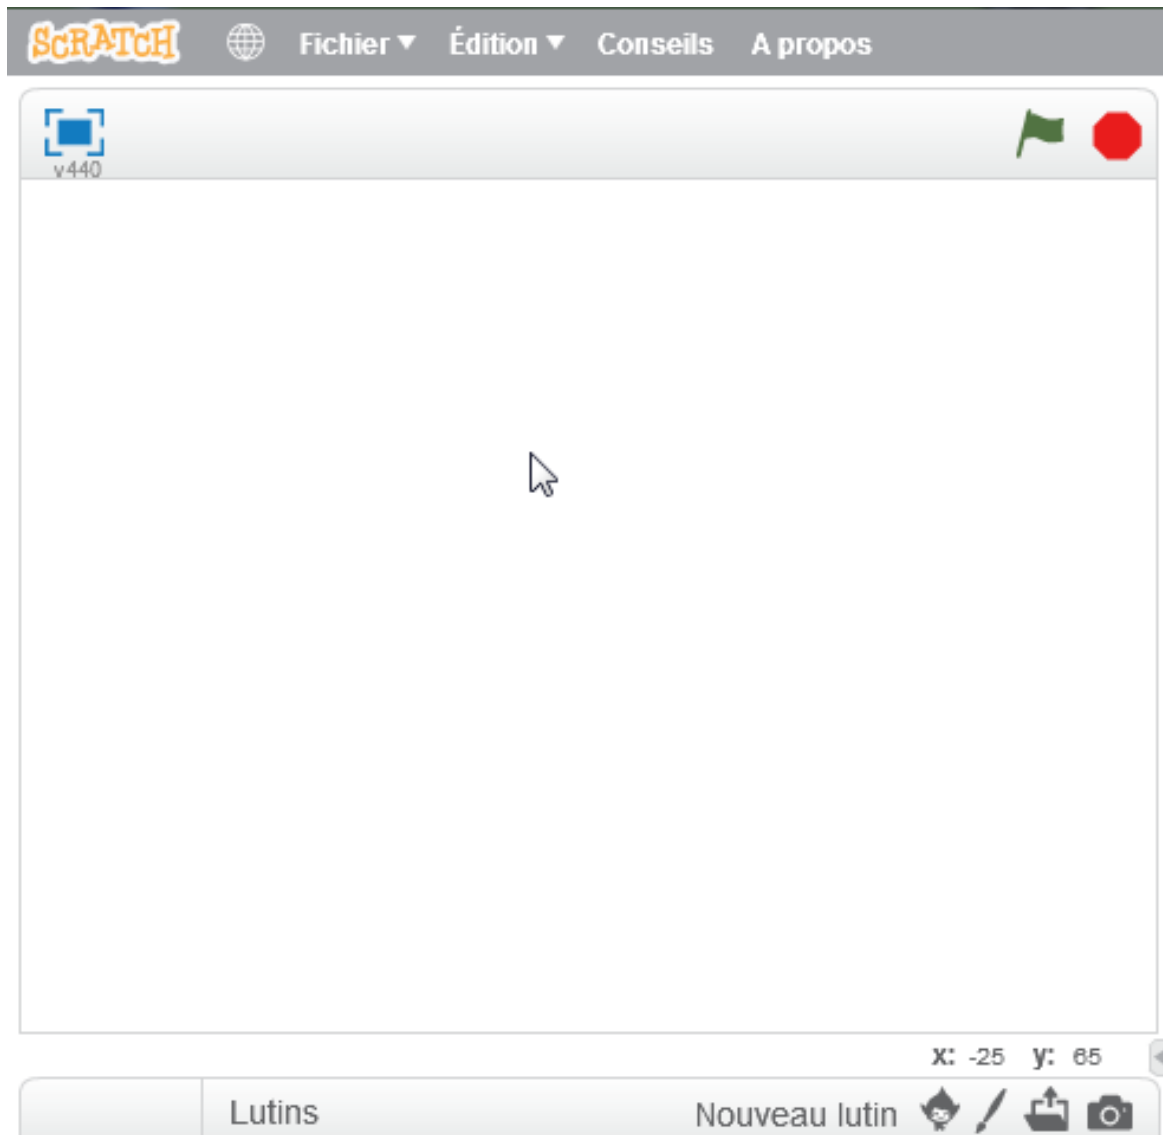 SCRATCH Fichier Édition Conseils A propos
v440
x: -25 y: 65
Lutins Nouveau lutin